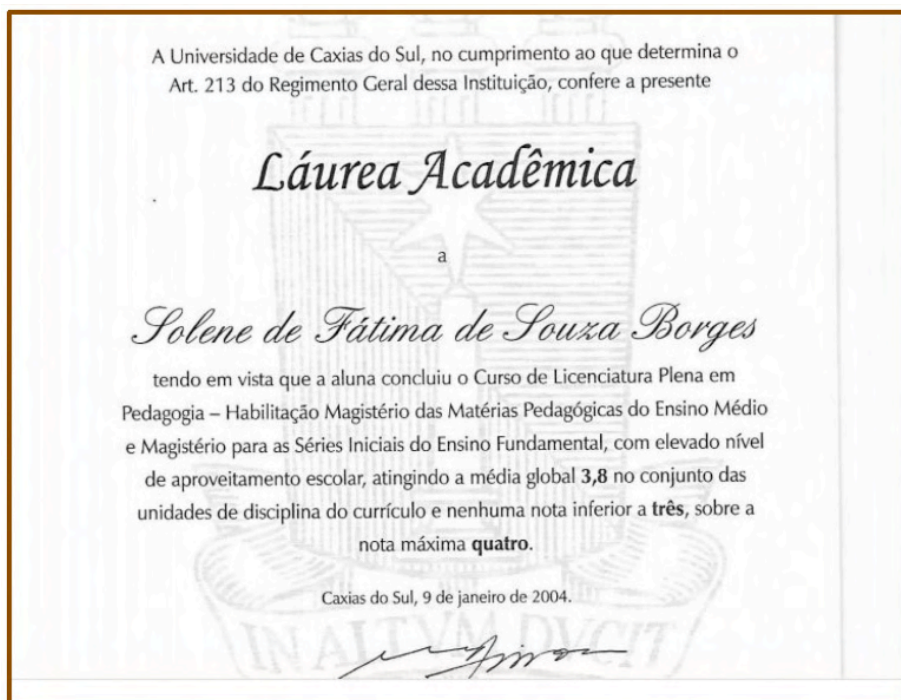 A Universidade de Caxias do Sul, no cumprimento ao que determina o
Art. 213 do Regimento Geral dessa Instituição, confere a presente
Láurea Acadêmica
a
Solene de Fátima de Souza Borges
tendo em vista que a aluna concluiu o Curso de Licenciatura Plena em
Pedagogia – Habilitação Magistério das Matérias Pedagógicas do Ensino Médio
e Magistério para as Séries Iniciais do Ensino Fundamental, com elevado nível
de aproveitamento escolar, atingindo a média global 3,8 no conjunto das
unidades de disciplina do currículo e nenhuma nota inferior a três, sobre a
nota máxima quatro.
Caxias do Sul, 9 de janeiro de 2004.
IN ALTVM DVCIT